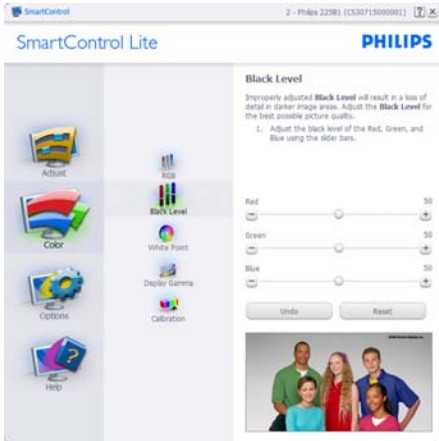 SmartControl
2 - Philips 225B1 (CS30715000001)
SmartControl Lite
PHILIPS
Adjust
Color
Options
Help
RGB
Black Level
White Point
Display Gamma
Calibration
Black Level
Improperly adjusted Black Level will result in a loss of
detail in darker image areas. Adjust the Black Level for
the best possible picture quality.
1. Adjust the black level of the Red, Green, and
Blue using the slider bars.
Red 50
Green 50
Blue 50
Undo
Reset